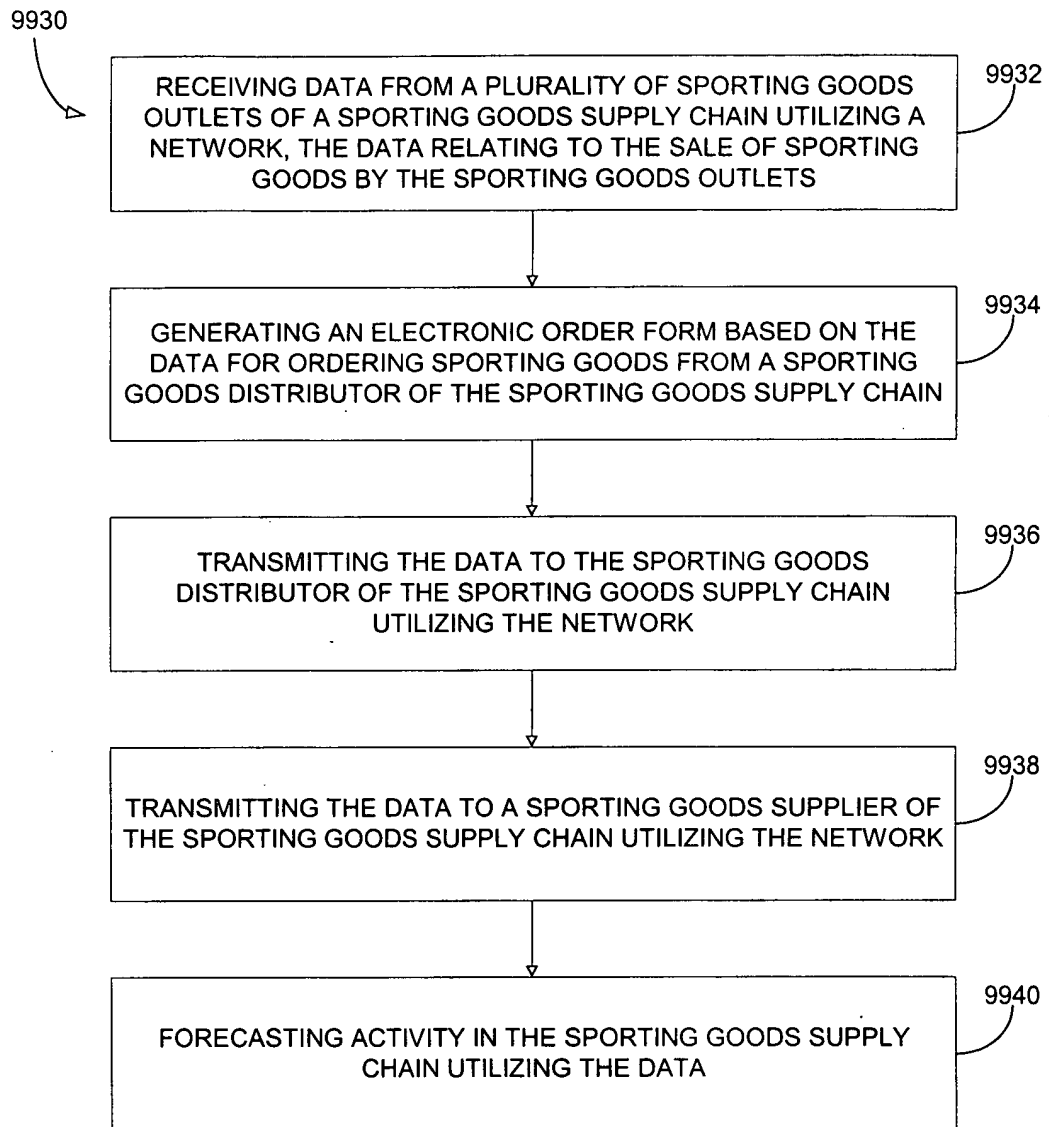 9930
RECEIVING DATA FROM A PLURALITY OF SPORTING GOODS
OUTLETS OF A SPORTING GOODS SUPPLY CHAIN UTILIZING A
NETWORK, THE DATA RELATING TO THE SALE OF SPORTING
GOODS BY THE SPORTING GOODS OUTLETS
9932
GENERATING AN ELECTRONIC ORDER FORM BASED ON THE
DATA FOR ORDERING SPORTING GOODS FROM A SPORTING
GOODS DISTRIBUTOR OF THE SPORTING GOODS SUPPLY CHAIN
9934
TRANSMITTING THE DATA TO THE SPORTING GOODS
DISTRIBUTOR OF THE SPORTING GOODS SUPPLY CHAIN
UTILIZING THE NETWORK
9936
TRANSMITTING THE DATA TO A SPORTING GOODS SUPPLIER OF
THE SPORTING GOODS SUPPLY CHAIN UTILIZING THE NETWORK
9938
FORECASTING ACTIVITY IN THE SPORTING GOODS SUPPLY
CHAIN UTILIZING THE DATA
9940